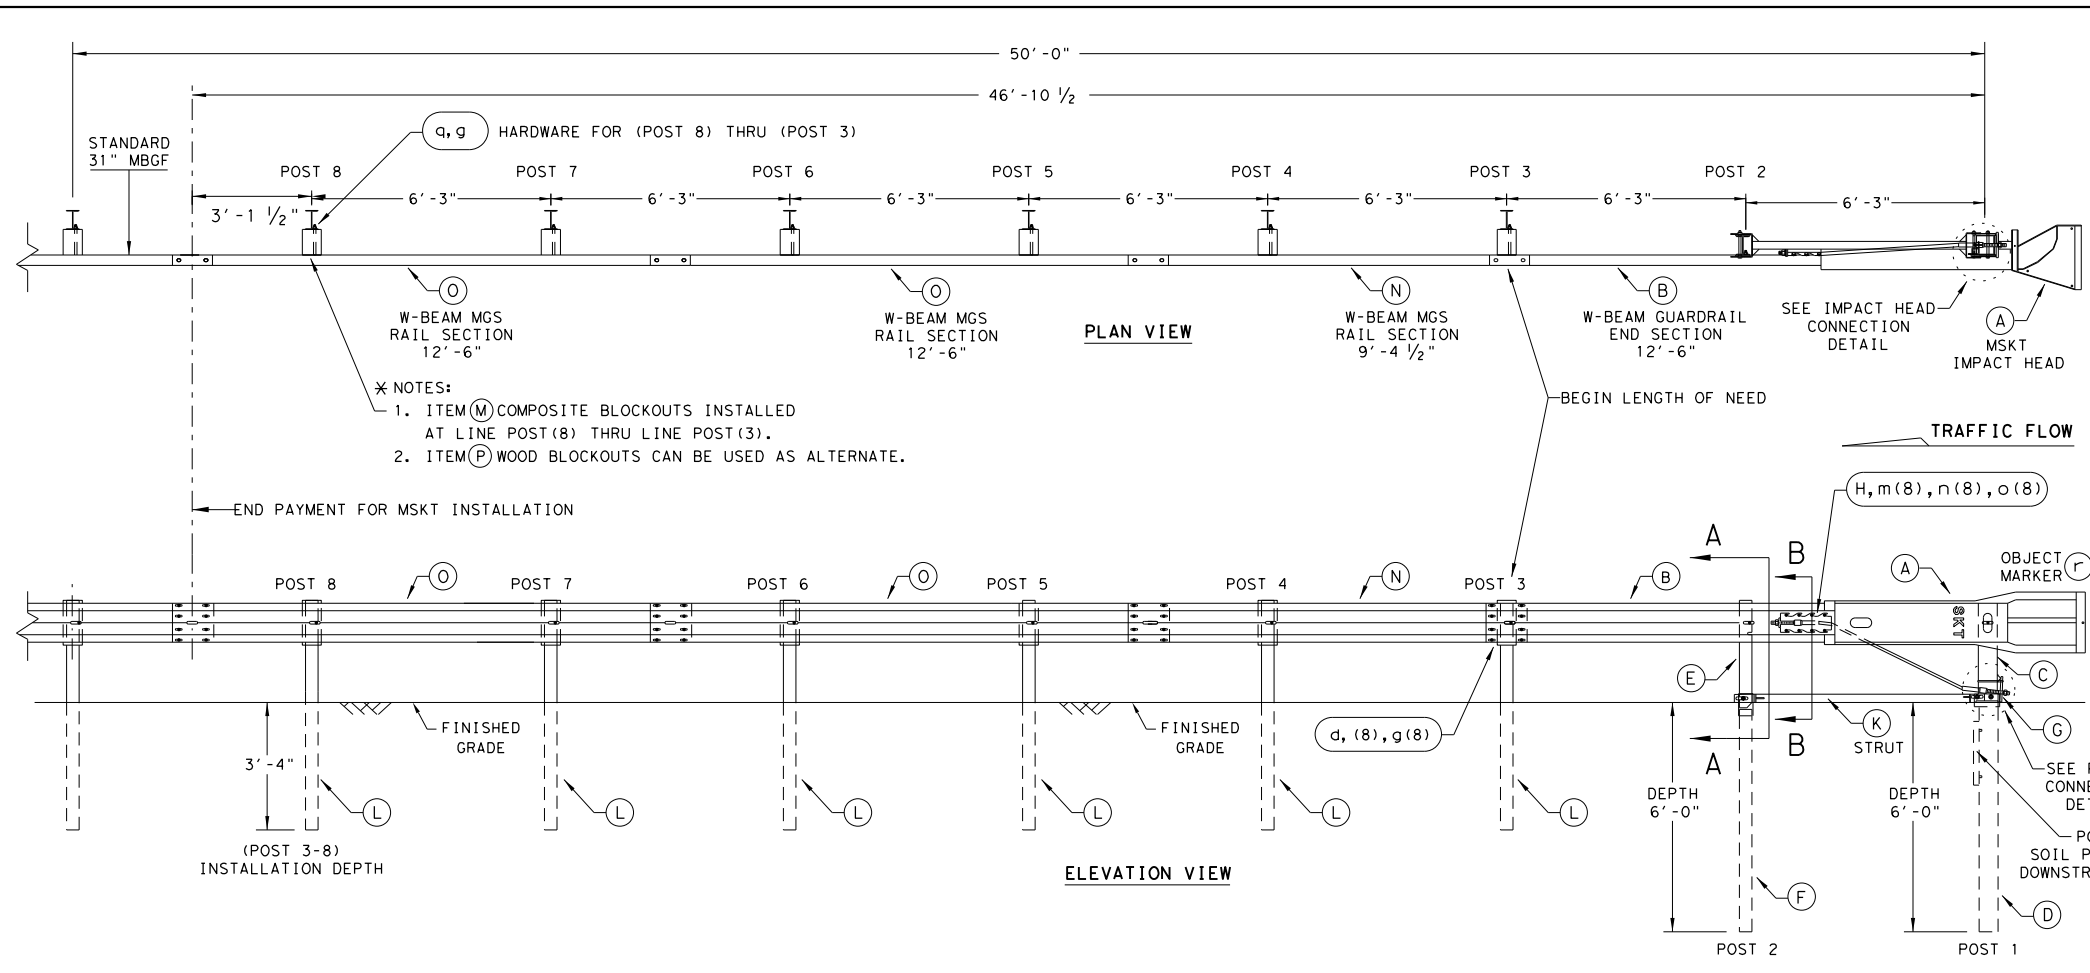 50'-0"
46'-10 1/2
STANDARD
31" MBGF
q,g HARDWARE FOR (POST 8) THRU (POST 3)
POST 8 POST 7 POST 6 POST 5 POST 4 POST 3 POST 2
3'-1 1/2" 6'-3" 6'-3" 6'-3" 6'-3" 6'-3" 6'-3" 6'-3"
O
W-BEAM MGS
RAIL SECTION
12'-6"
O
W-BEAM MGS
RAIL SECTION
12'-6"
PLAN VIEW
N
W-BEAM MGS
RAIL SECTION
9'-4 1/2"
B
W-BEAM GUARDRAIL
END SECTION
12'-6"
SEE IMPACT HEAD
CONNECTION
DETAIL
A
MSKT
IMPACT HEAD
* NOTES:
1. ITEM M COMPOSITE BLOCKOUTS INSTALLED
AT LINE POST(8) THRU LINE POST(3).
2. ITEM P WOOD BLOCKOUTS CAN BE USED AS ALTERNATE.
BEGIN LENGTH OF NEED
TRAFFIC FLOW
END PAYMENT FOR MSKT INSTALLATION
H,m(8),n(8),o(8)
A B
OBJECT
MARKER r
POST 8 O POST 7 POST 6 O POST 5 POST 4 N POST 3 B A
SKT
E C
FINISHED
GRADE
FINISHED
GRADE
d, (8),g(8)
A B
K
STRUT
G
3'-4"
L L L L L L
(POST 3-8)
INSTALLATION DEPTH
DEPTH
6'-0"
DEPTH
6'-0"
SEE
CONNE
DET
PO
SOIL P
DOWNSTR
ELEVATION VIEW
F D
POST 2 POST 1